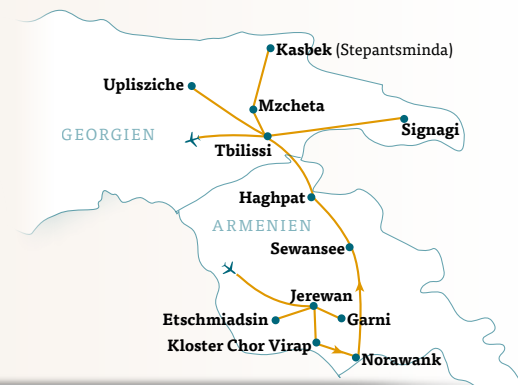 Kasbek (Stepantsminda)
Uplisziche
Mzcheta
GEORGIEN
Signagi
Tbilissi
Haghpat
ARMENIEN
Sewansee
Jerewan
Etschmiadsin
Garni
Kloster Chor Virap
Norawank